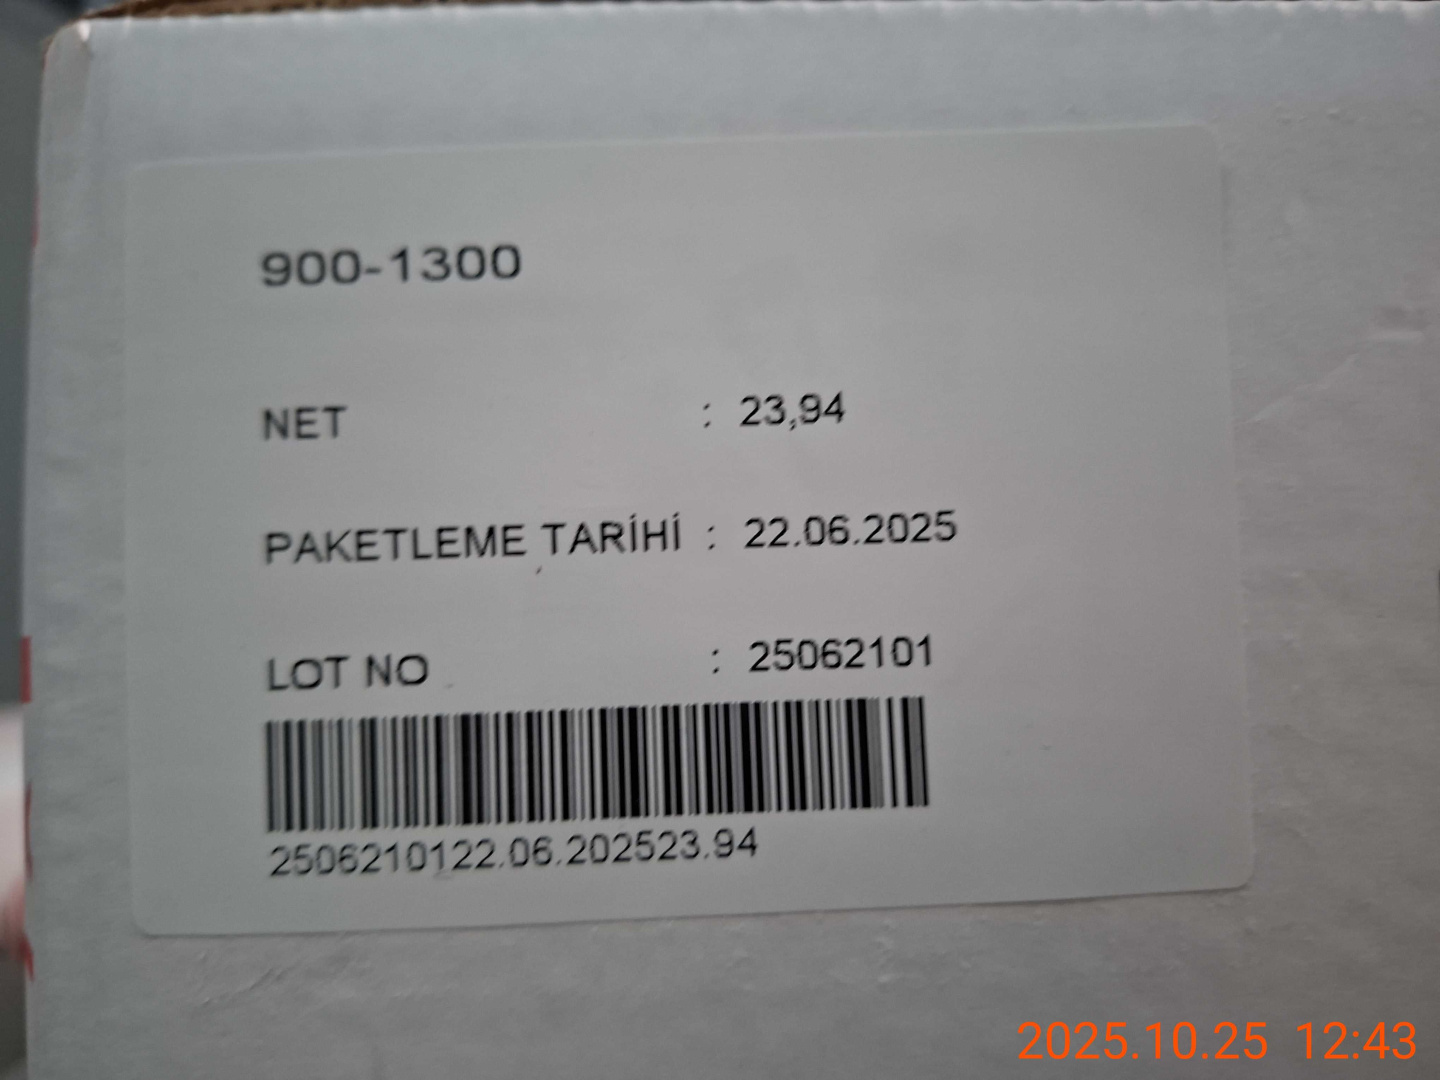 900-1300
NET : 23,94
PAKETLEME TARİHİ : 22.06.2025
LOT NO : 25062101
2506210122.06.202523.94
2025.10.25 12:43